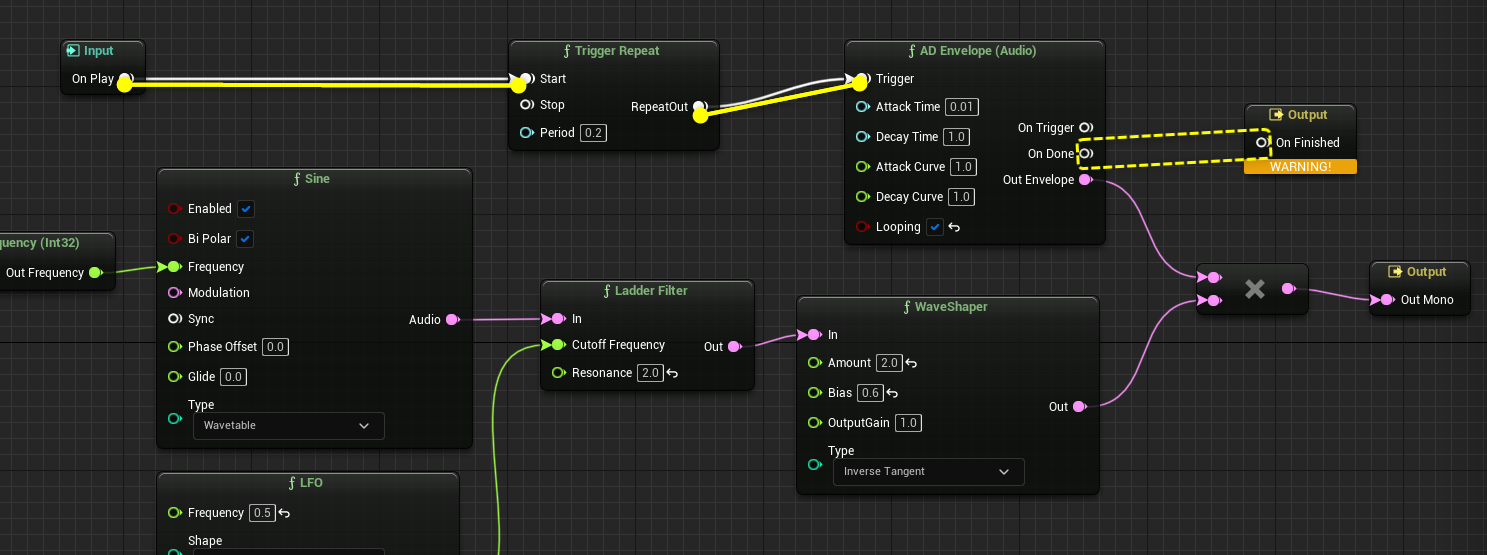 Input
On Play
Trigger Repeat
Start
Stop
RepeatOut
Period 0.2
AD Envelope (Audio)
Trigger
Attack Time 0.01
Decay Time 1.0
Attack Curve 1.0
Decay Curve 1.0
Looping
On Trigger
On Done
Out Envelope
Output
On Finished
WARNING!
quency (Int32)
Out Frequency
Sine
Enabled
Bi Polar
Frequency
Modulation
Sync
Audio
Phase Offset 0.0
Glide 0.0
Type
Wavetable
Ladder Filter
In
Cutoff Frequency
Out
Resonance 2.0
WaveShaper
In
Amount 2.0
Bias 0.6
Out
OutputGain 1.0
Type
Inverse Tangent
Output
Out Mono
LFO
Frequency 0.5
Shape